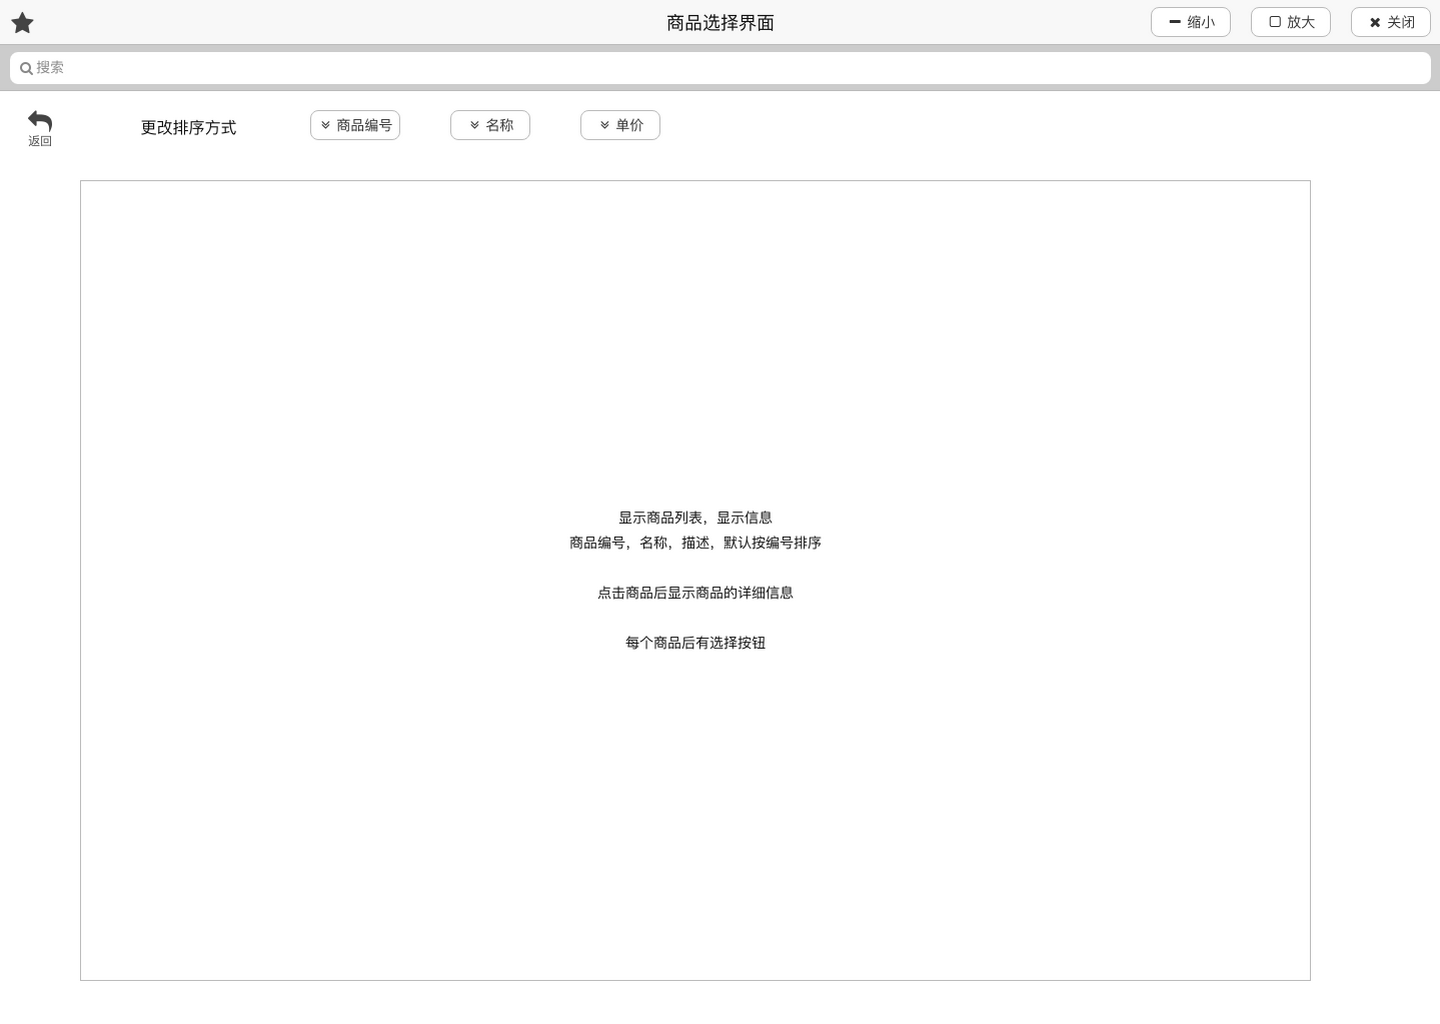 商品选择界面
缩小
放大
关闭
搜索
返回
更改排序方式
商品编号
名称
单价
显示商品列表，显示信息
商品编号，名称，描述，默认按编号排序
点击商品后显示商品的详细信息
每个商品后有选择按钮